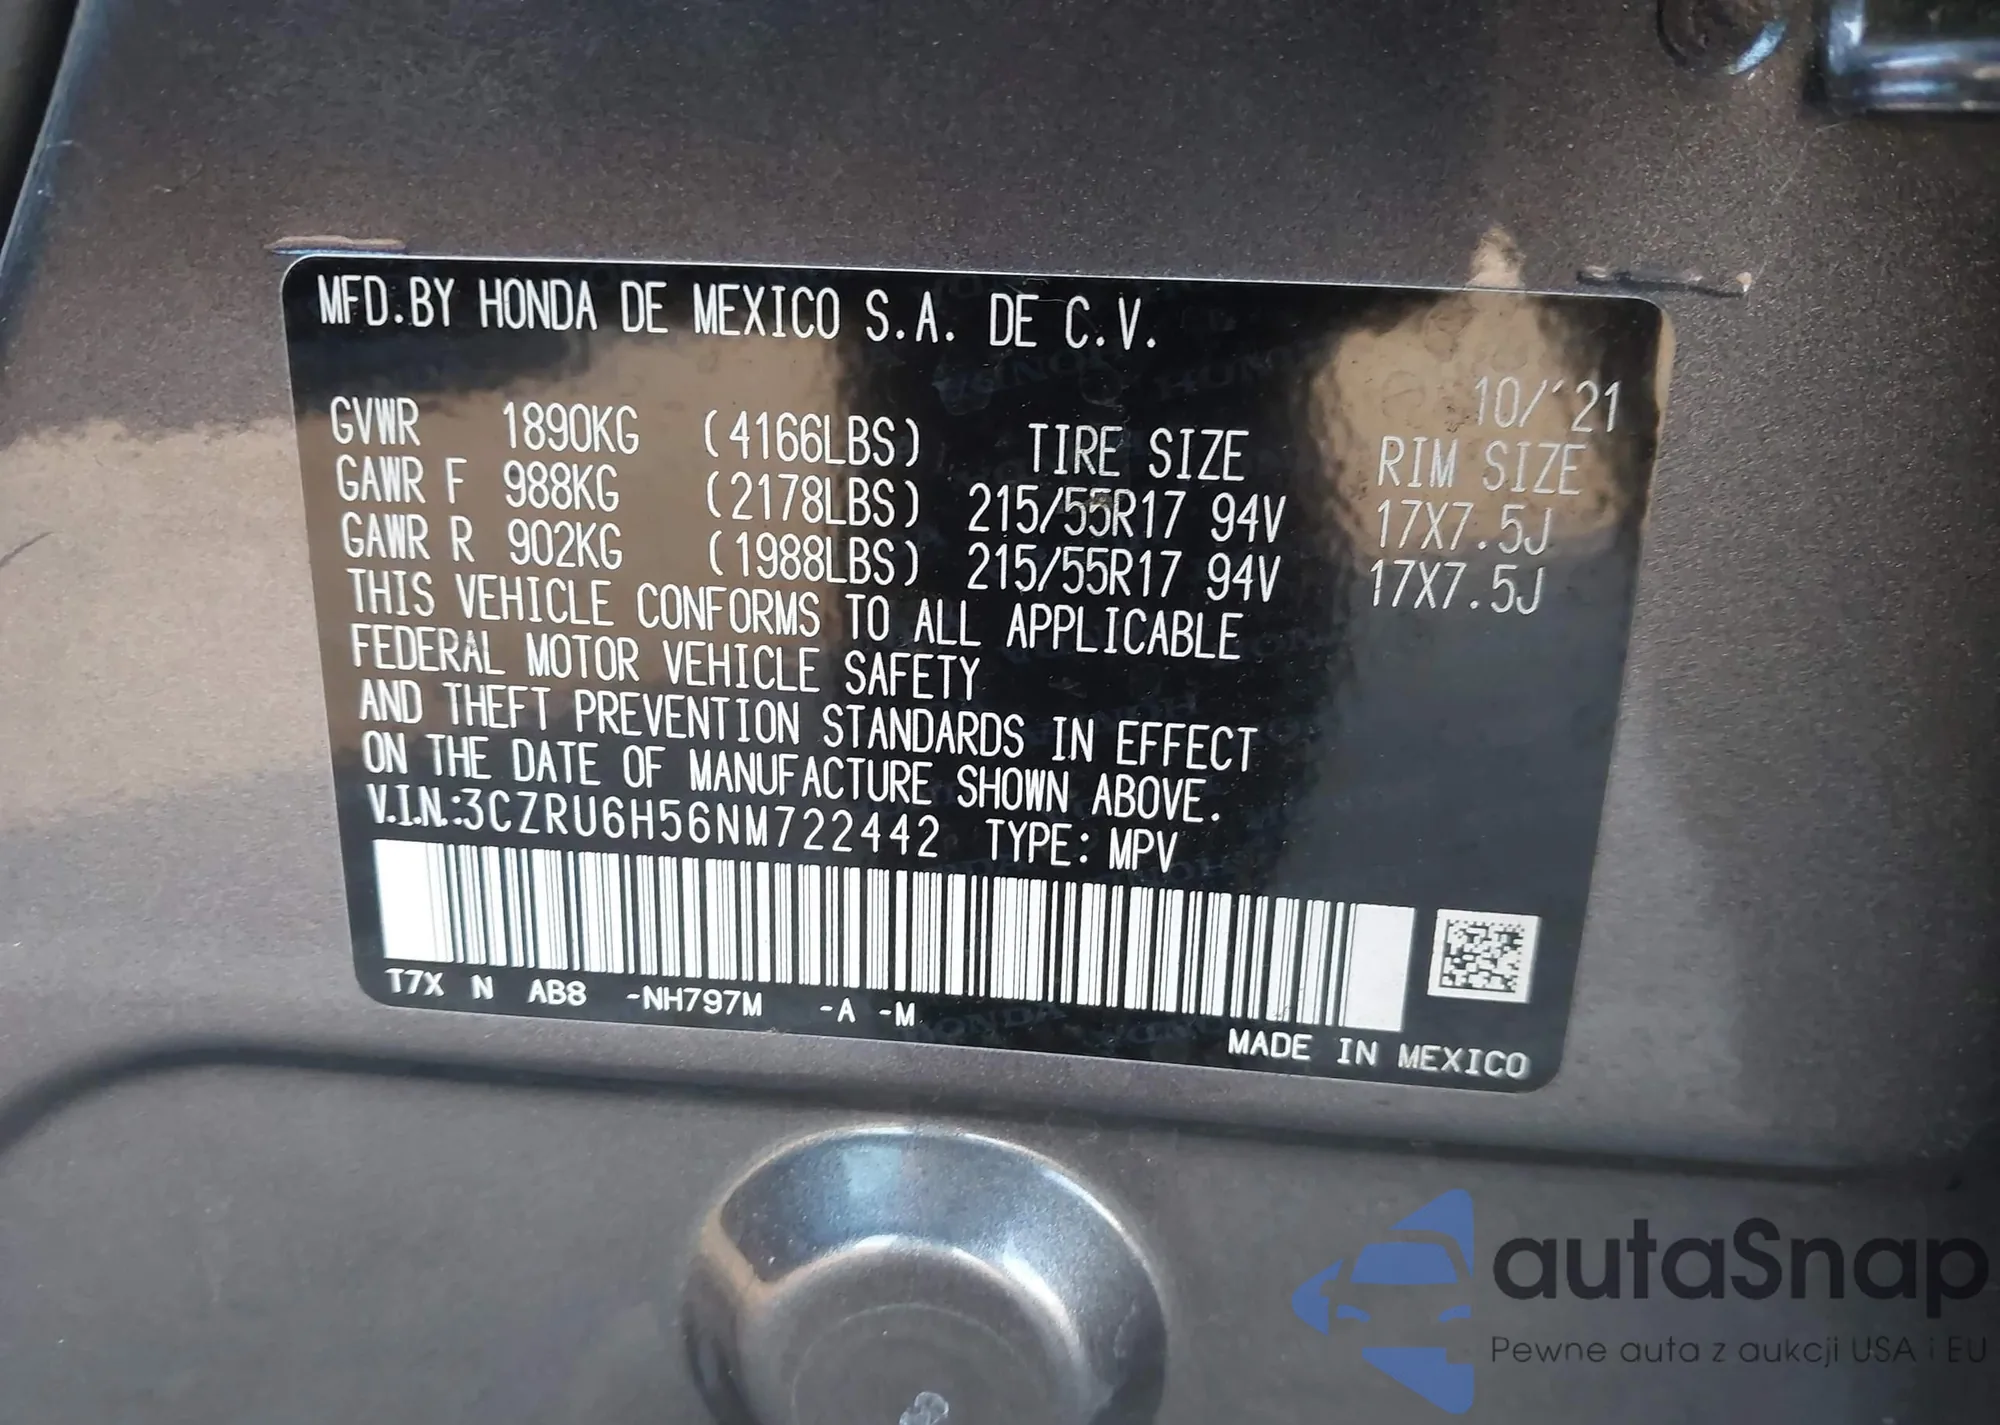 MFD.BY HONDA DE MEXICO S.A. DE C.V.
10/'21
GVWR 1890KG (4166LBS) TIRE SIZE RIM SIZE
GAWR F 988KG (2178LBS) 215/55R17 94V 17X7.5J
GAWR R 902KG (1988LBS) 215/55R17 94V 17X7.5J
THIS VEHICLE CONFORMS TO ALL APPLICABLE
FEDERAL MOTOR VEHICLE SAFETY
AND THEFT PREVENTION STANDARDS IN EFFECT
ON THE DATE OF MANUFACTURE SHOWN ABOVE.
V.I.N.:3CZRU6H56NM722442 TYPE: MPV
T7X N AB8 -NH797M -A -M
MADE IN MEXICO
autaSnap
Pewne auta z aukcji USA i EU